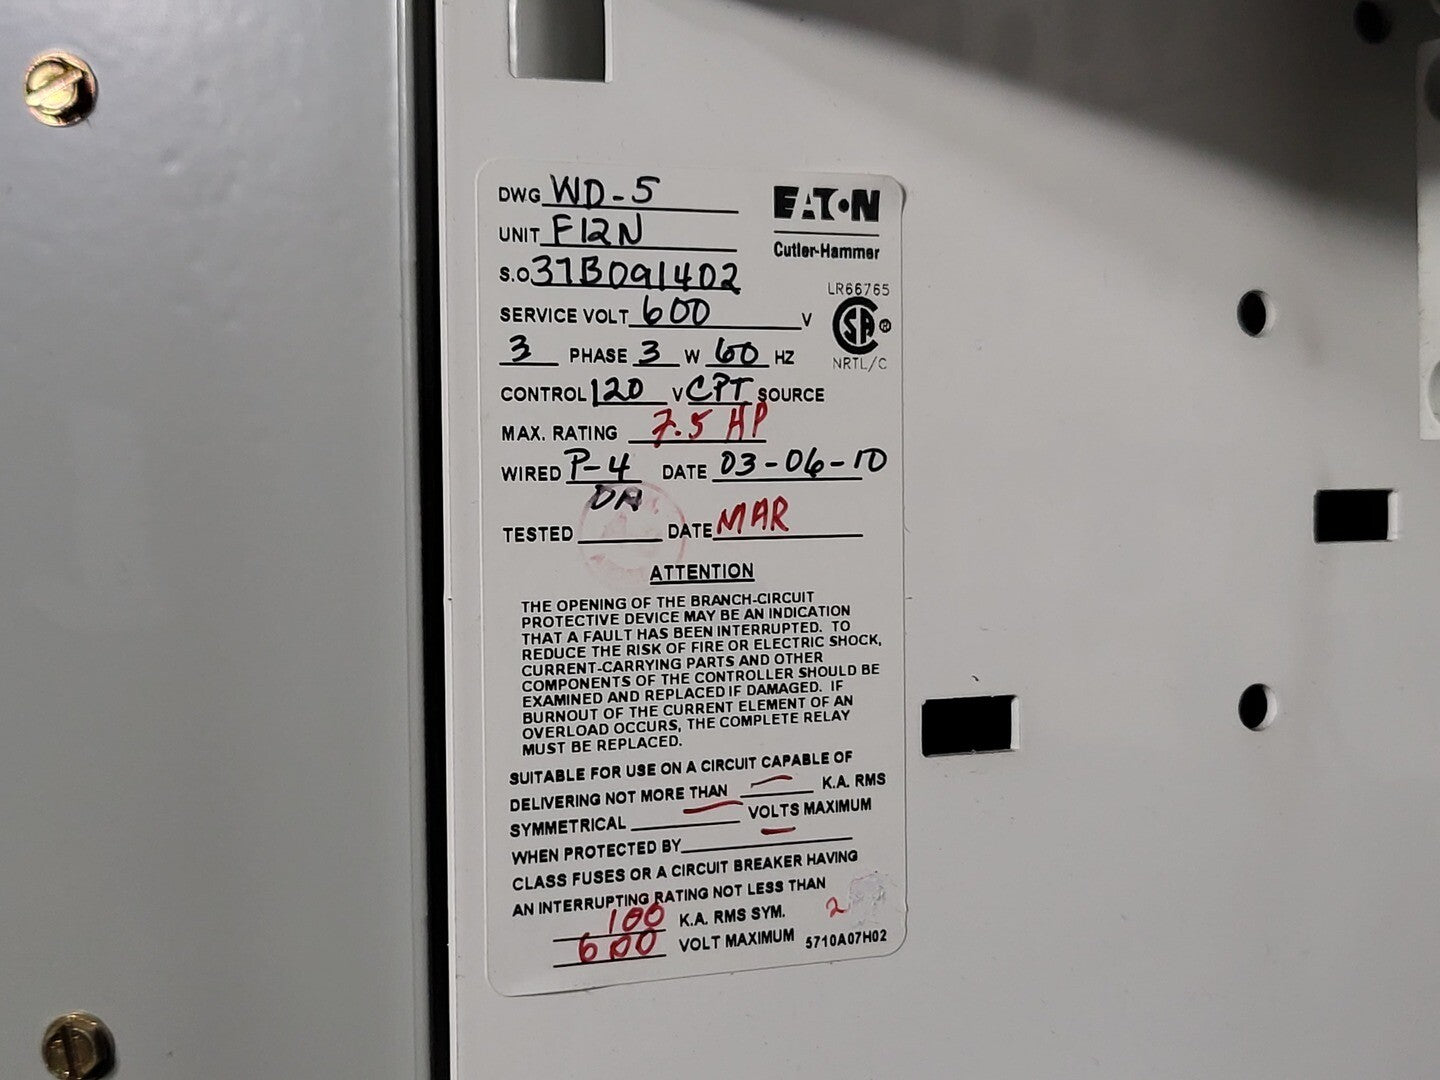 DWG WD-5
EATON
UNIT F12N
Cutler-Hammer
S.O 37B091402
LR66765
SERVICE VOLT 600 V
SA ®
3 PHASE 3 W 60 HZ
NRTL/C
CONTROL 120 V CPT SOURCE
MAX. RATING 7.5 HP
WIRED P-4 DATE 03-06-10
DA
TESTED DATE MAR
ATTENTION
THE OPENING OF THE BRANCH-CIRCUIT
PROTECTIVE DEVICE MAY BE AN INDICATION
THAT A FAULT HAS BEEN INTERRUPTED. TO
REDUCE THE RISK OF FIRE OR ELECTRIC SHOCK,
CURRENT-CARRYING PARTS AND OTHER
COMPONENTS OF THE CONTROLLER SHOULD BE
EXAMINED AND REPLACED IF DAMAGED. IF
BURNOUT OF THE CURRENT ELEMENT OF AN
OVERLOAD OCCURS, THE COMPLETE RELAY
MUST BE REPLACED.
SUITABLE FOR USE ON A CIRCUIT CAPABLE OF
DELIVERING NOT MORE THAN — K.A. RMS
SYMMETRICAL — VOLTS MAXIMUM
WHEN PROTECTED BY —
CLASS FUSES OR A CIRCUIT BREAKER HAVING
AN INTERRUPTING RATING NOT LESS THAN
100 K.A. RMS SYM. 2
600 VOLT MAXIMUM 5710A07H02